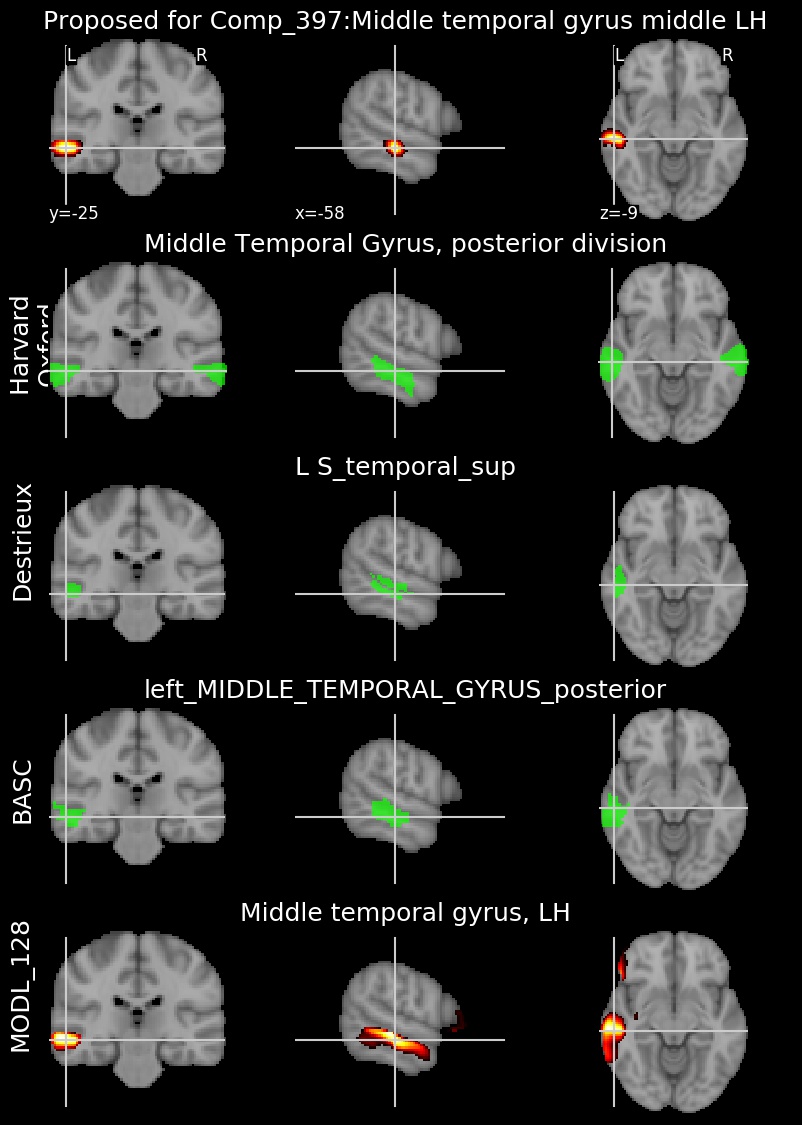 Proposed for Comp_397:Middle temporal gyrus middle LH
L R L R
y=-25 x=-58 z=-9
Middle Temporal Gyrus, posterior division
Harvard
Oxford
L S_temporal_sup
Destrieux
left_MIDDLE_TEMPORAL_GYRUS_posterior
BASC
Middle temporal gyrus, LH
MODL_128